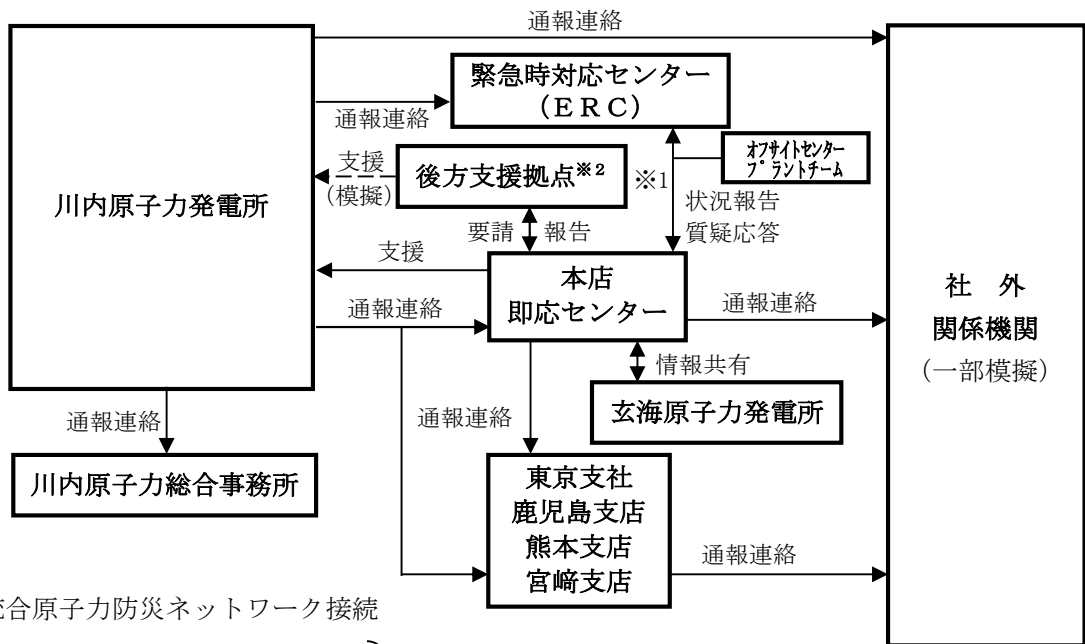 通報連絡
緊急時対応センター
(ERC)
通報連絡
オフサイトセンター
プラントチーム
支援
(模擬)
後方支援拠点※2
※1
川内原子力発電所
状況報告
質疑応答
要請 報告
支援
本店
即応センター
通報連絡
通報連絡
社 外
関係機関
(一部模擬)
情報共有
玄海原子力発電所
通報連絡
通報連絡
川内原子力総合事務所
東京支社
鹿児島支店
熊本支店
宮﨑支店
通報連絡
合原子力防災ネットワーク接続